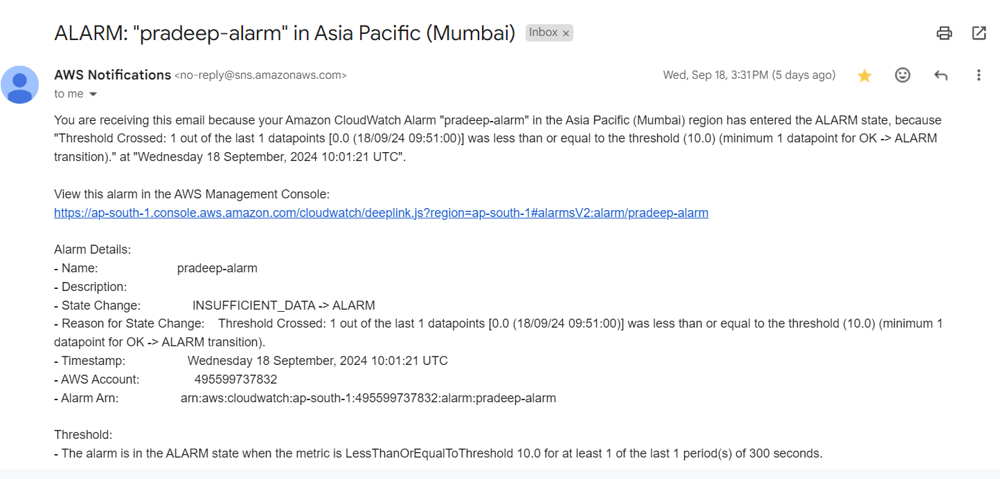 ALARM: "pradeep-alarm" in Asia Pacific (Mumbai) Inbox ×
AWS Notifications <no-reply@sns.amazonaws.com> Wed, Sep 18, 3:31 PM (5 days ago)
to me
You are receiving this email because your Amazon CloudWatch Alarm "pradeep-alarm" in the Asia Pacific (Mumbai) region has entered the ALARM state, because
"Threshold Crossed: 1 out of the last 1 datapoints [0.0 (18/09/24 09:51:00)] was less than or equal to the threshold (10.0) (minimum 1 datapoint for OK -> ALARM
transition)." at "Wednesday 18 September, 2024 10:01:21 UTC".
View this alarm in the AWS Management Console:
https://ap-south-1.console.aws.amazon.com/cloudwatch/deeplink.js?region=ap-south-1#alarmsV2:alarm/pradeep-alarm
Alarm Details:
- Name: pradeep-alarm
- Description:
- State Change: INSUFFICIENT_DATA -> ALARM
- Reason for State Change: Threshold Crossed: 1 out of the last 1 datapoints [0.0 (18/09/24 09:51:00)] was less than or equal to the threshold (10.0) (minimum 1
datapoint for OK -> ALARM transition).
- Timestamp: Wednesday 18 September, 2024 10:01:21 UTC
- AWS Account: 495599737832
- Alarm Arn: arn:aws:cloudwatch:ap-south-1:495599737832:alarm:pradeep-alarm
Threshold:
- The alarm is in the ALARM state when the metric is LessThanOrEqualToThreshold 10.0 for at least 1 of the last 1 period(s) of 300 seconds.